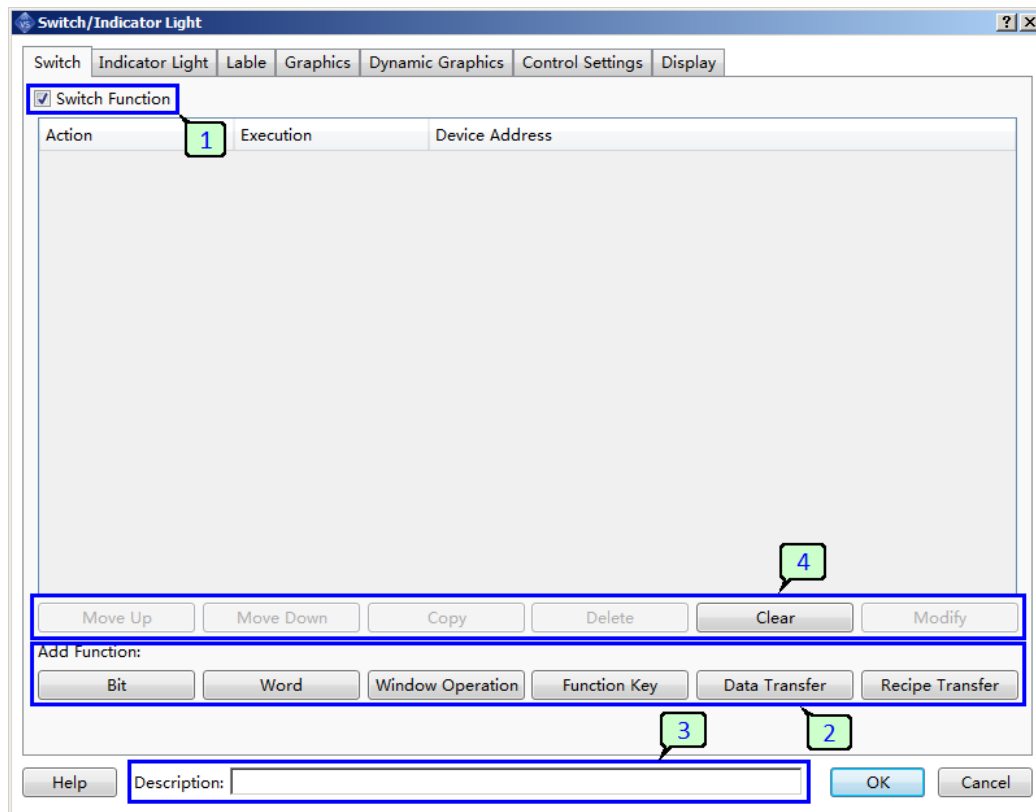 VS Switch/Indicator Light
Switch Indicator Light Lable Graphics Dynamic Graphics Control Settings Display
Switch Function
1
Action Execution Device Address
4
Move Up Move Down Copy Delete Clear Modify
Add Function:
Bit Word Window Operation Function Key Data Transfer Recipe Transfer
3 2
Help Description: OK Cancel